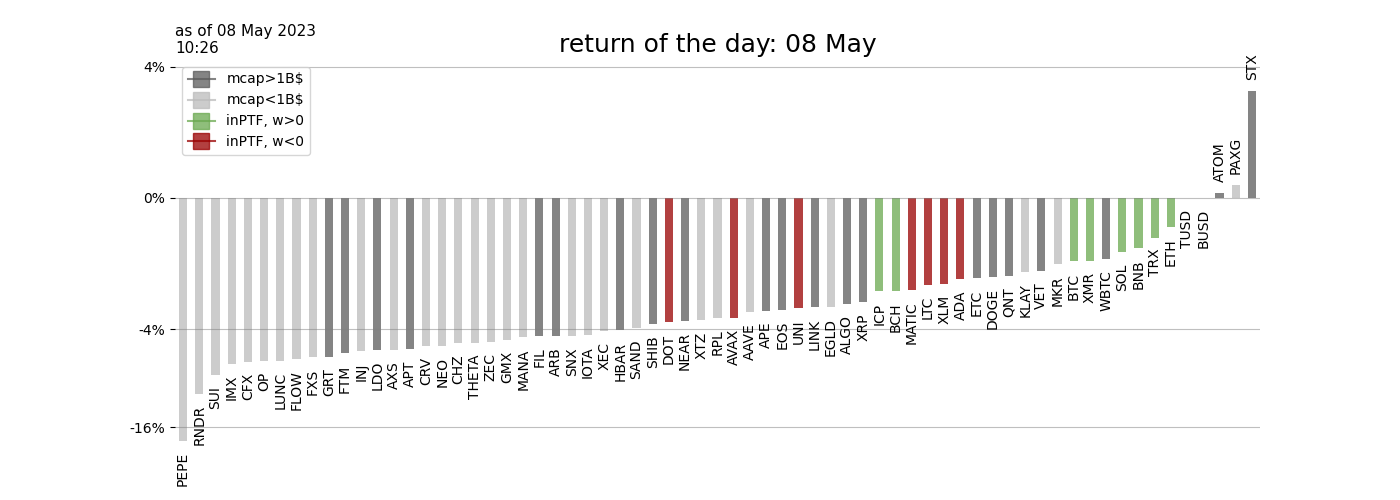 as of 08 May 2023
10:26
return of the day: 08 May
4%
0%
-4%
-16%
mcap>1B$
mcap<1B$
inPTF, w>0
inPTF, w<0
PEPE
RNDR
SUI
IMX
CFX
OP
LUNC
FLOW
FXS
GRT
FTM
INJ
LDO
AXS
APT
CRV
NEO
CHZ
THETA
ZEC
GMX
MANA
FIL
ARB
SNX
IOTA
XEC
HBAR
SAND
SHIB
DOT
NEAR
XTZ
RPL
AVAX
AAVE
APE
EOS
UNI
LINK
EGLD
ALGO
XRP
ICP
BCH
MATIC
LTC
XLM
ADA
ETC
DOGE
QNT
KLAY
VET
MKR
BTC
XMR
WBTC
SOL
BNB
TRX
ETH
TUSD
BUSD
ATOM
PAXG
STX